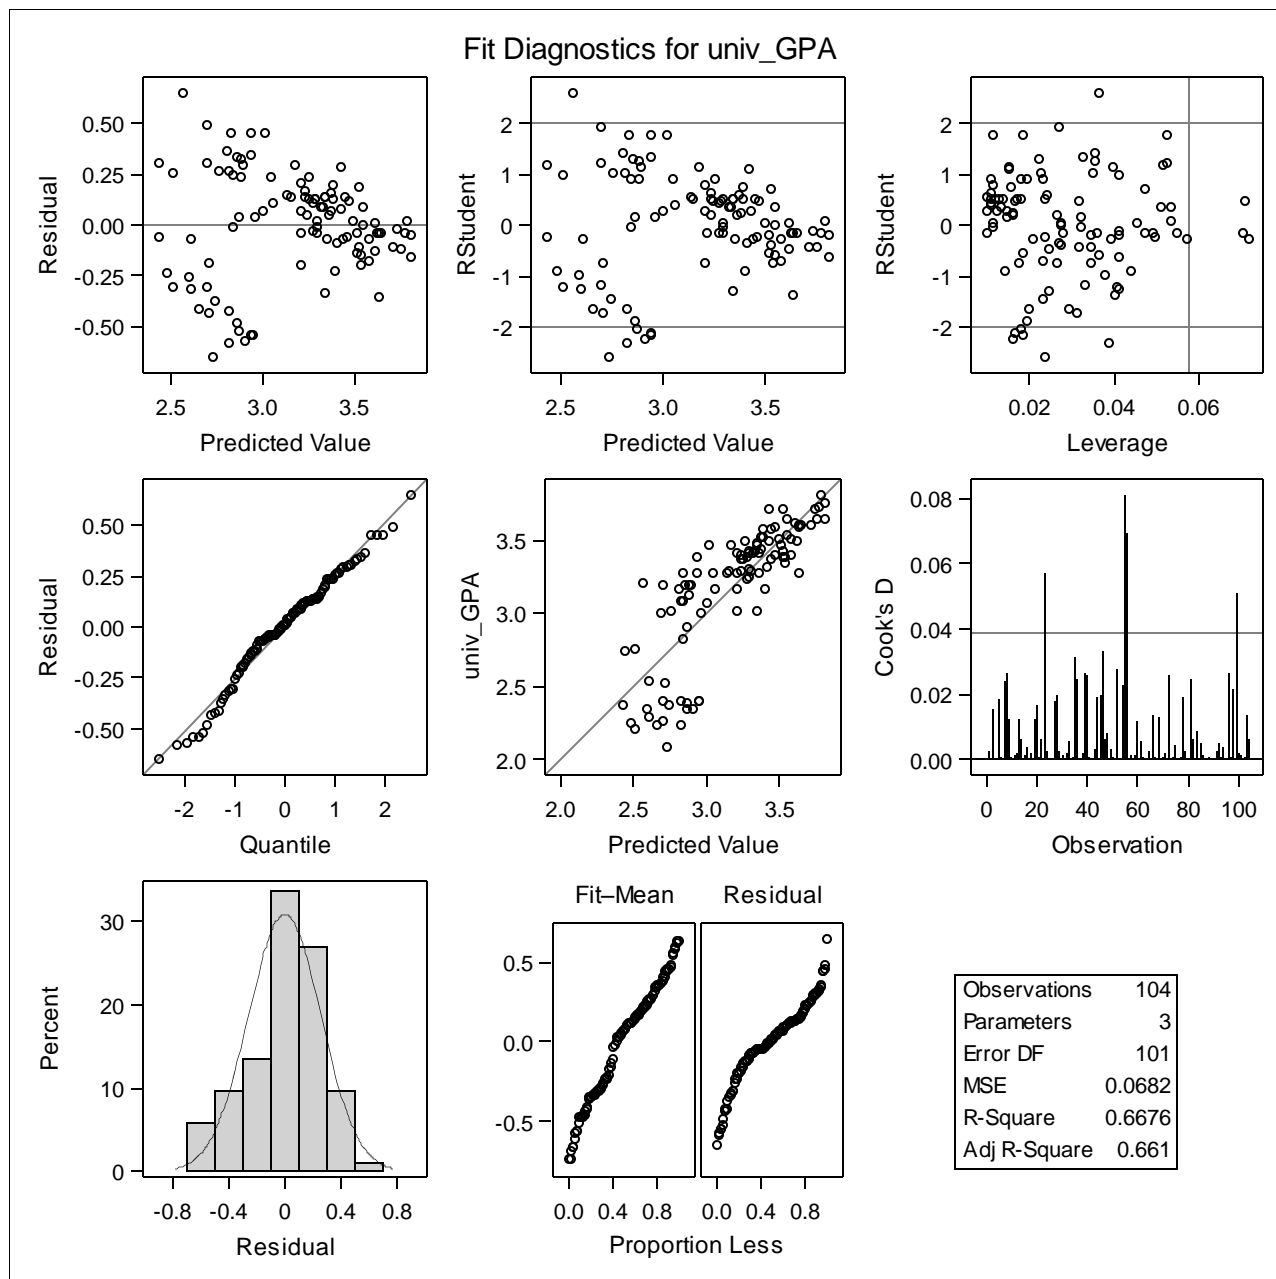 Fit Diagnostics for univ_GPA
Residual
0.50
0.25
0.00
-0.25
-0.50
2.5 3.0 3.5
Predicted Value
RStudent
2
1
0
-1
-2
2.5 3.0 3.5
Predicted Value
RStudent
2
1
0
-1
-2
0.02 0.04 0.06
Leverage
Residual
0.50
0.25
0.00
-0.25
-0.50
-2 -1 0 1 2
Quantile
univ_GPA
3.5
3.0
2.5
2.0
2.0 2.5 3.0 3.5
Predicted Value
Cook's D
0.08
0.06
0.04
0.02
0.00
0 20 40 60 80 100
Observation
Percent
30
20
10
0
-0.8 -0.4 0 0.4 0.8
Residual
Fit–Mean Residual
0.5
0.0
-0.5
0.0 0.4 0.8 0.0 0.4 0.8
Proportion Less
Observations 104
Parameters 3
Error DF 101
MSE 0.0682
R-Square 0.6676
Adj R-Square 0.661